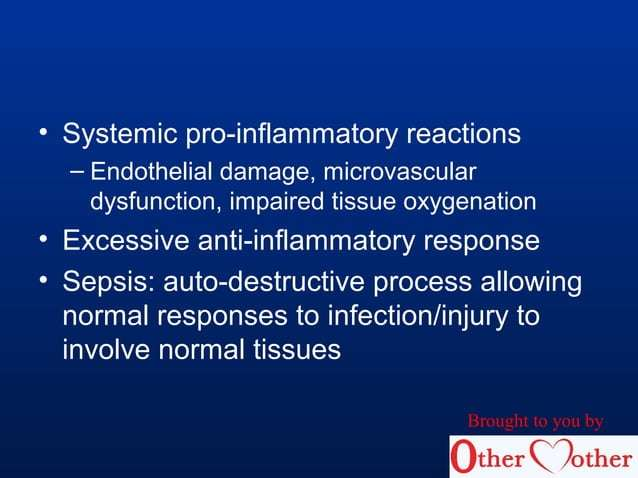 • Systemic pro-inflammatory reactions
– Endothelial damage, microvascular
dysfunction, impaired tissue oxygenation
• Excessive anti-inflammatory response
• Sepsis: auto-destructive process allowing
normal responses to infection/injury to
involve normal tissues
Brought to you by
Other Mother